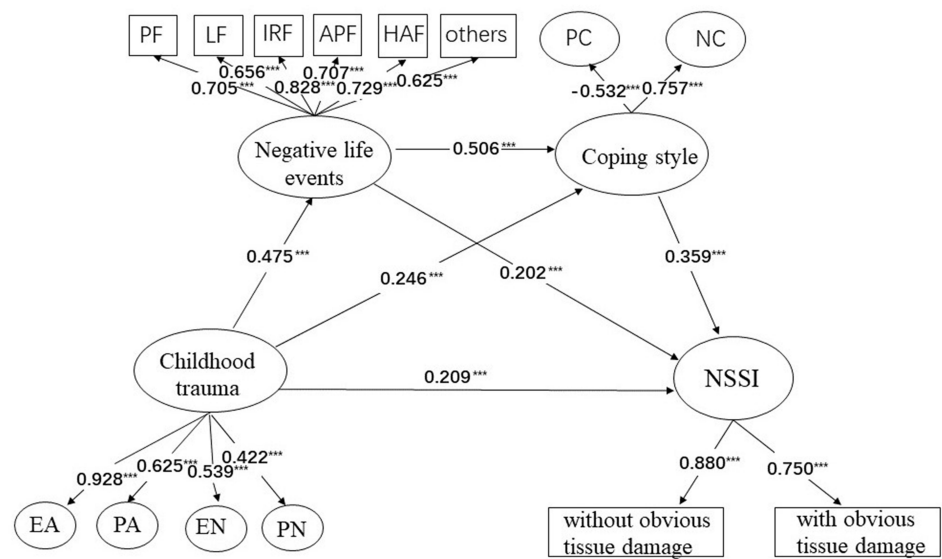 PF LF IRF APF HAF others PC NC
0.656*** 0.707***
0.705*** 0.828*** 0.729*** 0.625*** -0.532*** 0.757***
Negative life
events
0.506***
Coping style
0.475*** 0.246*** 0.202*** 0.359***
Childhood
trauma
0.209***
NSSI
0.928*** 0.625*** 0.539*** 0.422***
0.880*** 0.750***
EA PA EN PN
without obvious
tissue damage
with obvious
tissue damage